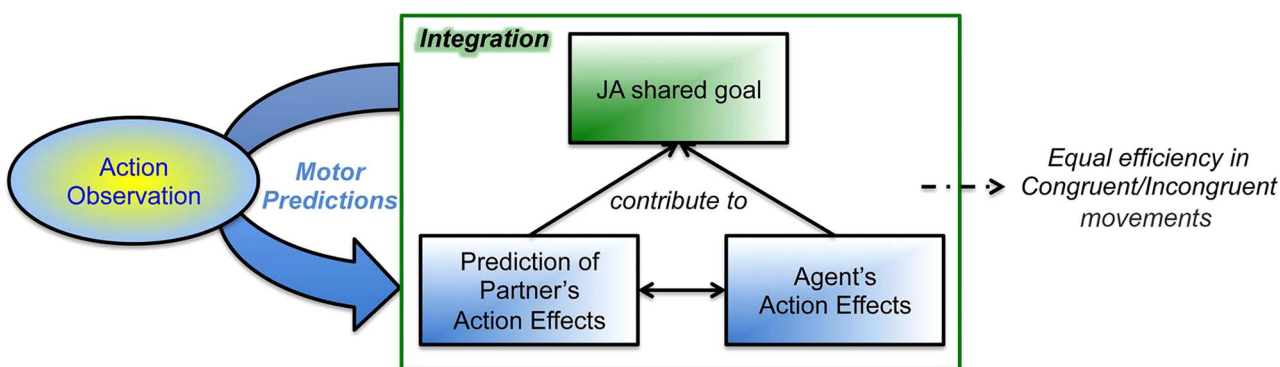 Integration
JA shared goal
Action
Observation
Motor
Predictions
contribute to
Prediction of
Partner's
Action Effects
Agent's
Action Effects
Equal efficiency in
Congruent/Incongruent
movements